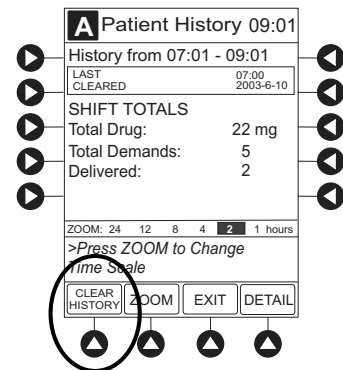 A Patient History 09:01
History from 07:01 - 09:01
LAST 07:00
CLEARED 2003-6-10
SHIFT TOTALS
Total Drug: 22 mg
Total Demands: 5
Delivered: 2
ZOOM: 24 12 8 4 2 1 hours
>Press ZOOM to Change
Time Scale
CLEAR HISTORY ZOOM EXIT DETAIL